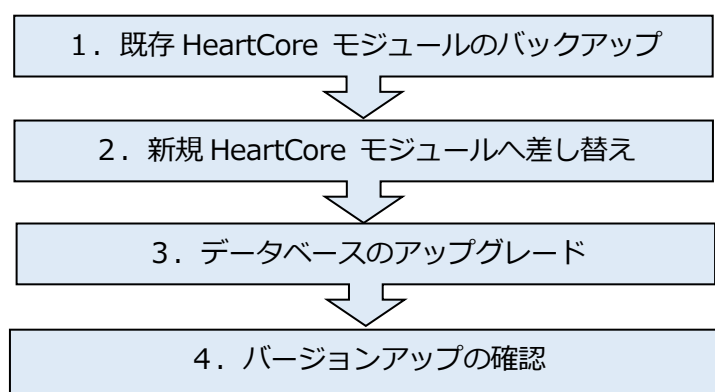 １．既存 HeartCore モジュールのバックアップ
２．新規 HeartCore モジュールへ差し替え
３．データベースのアップグレード
４．バージョンアップの確認